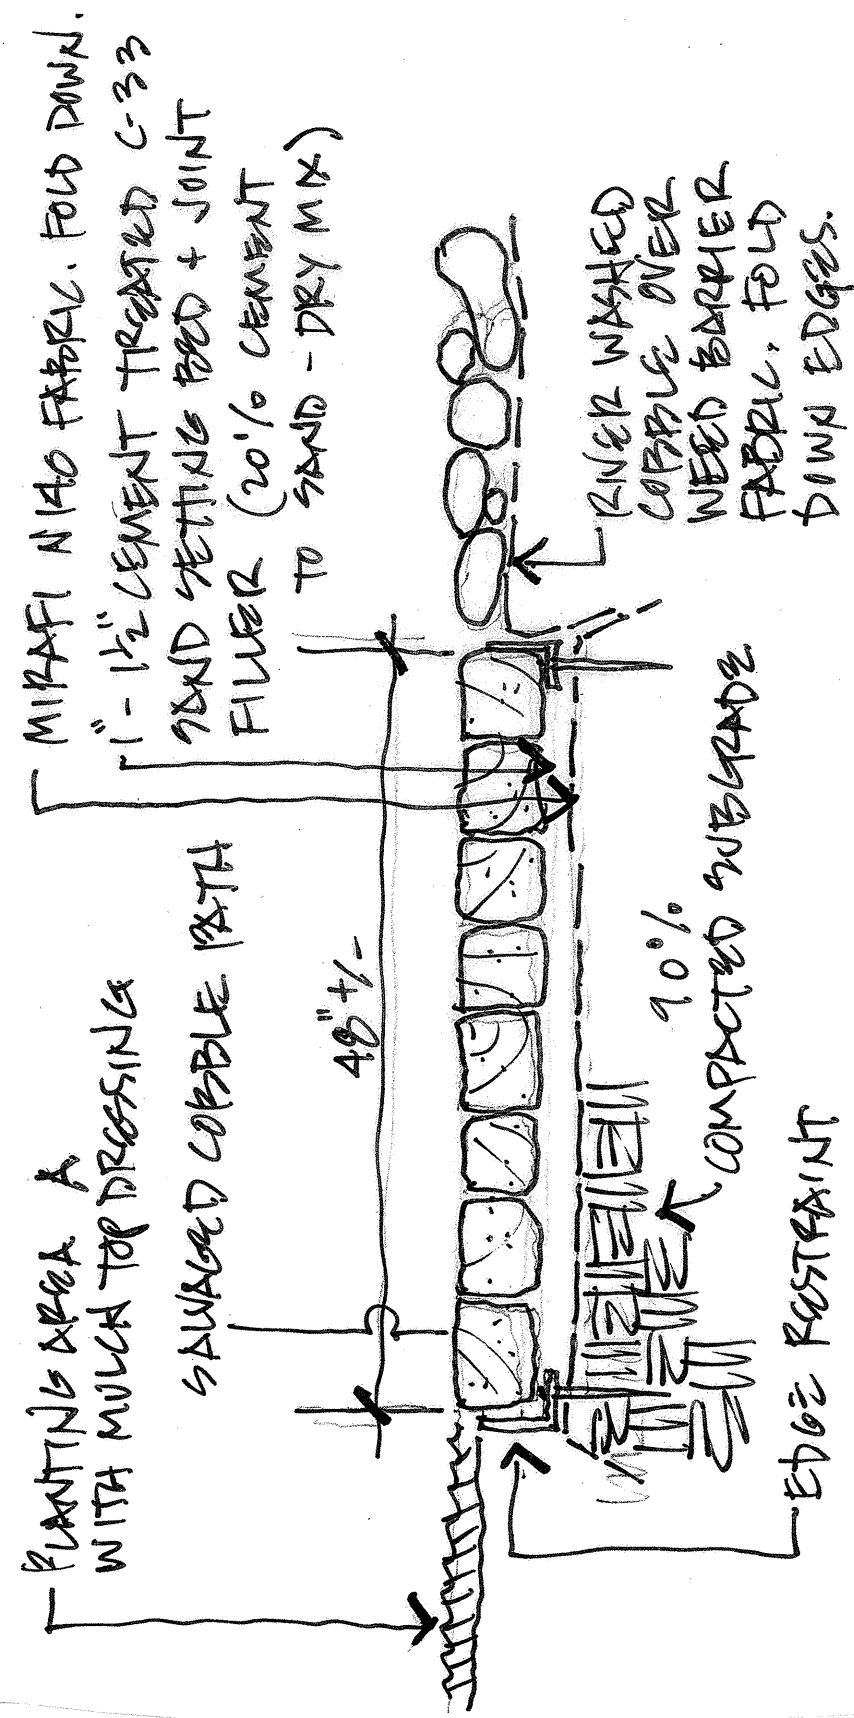 PLANTING AREA A
WITH MULCH TOP DRESSING
SALVAGED COBBLE PATH
48" +/-
MIRAFI N140 FABRIC. FOLD DOWN.
1" - 1½" CEMENT TREATED C-33
SAND SETTING BED + JOINT
FILLER (20% CEMENT
TO SAND - DRY MIX)
RIVER WASHED
COBBLE OVER
WEED BARRIER
FABRIC. FOLD
DOWN EDGES.
90%
COMPACTED SUBGRADE
EDGE RESTRAINT